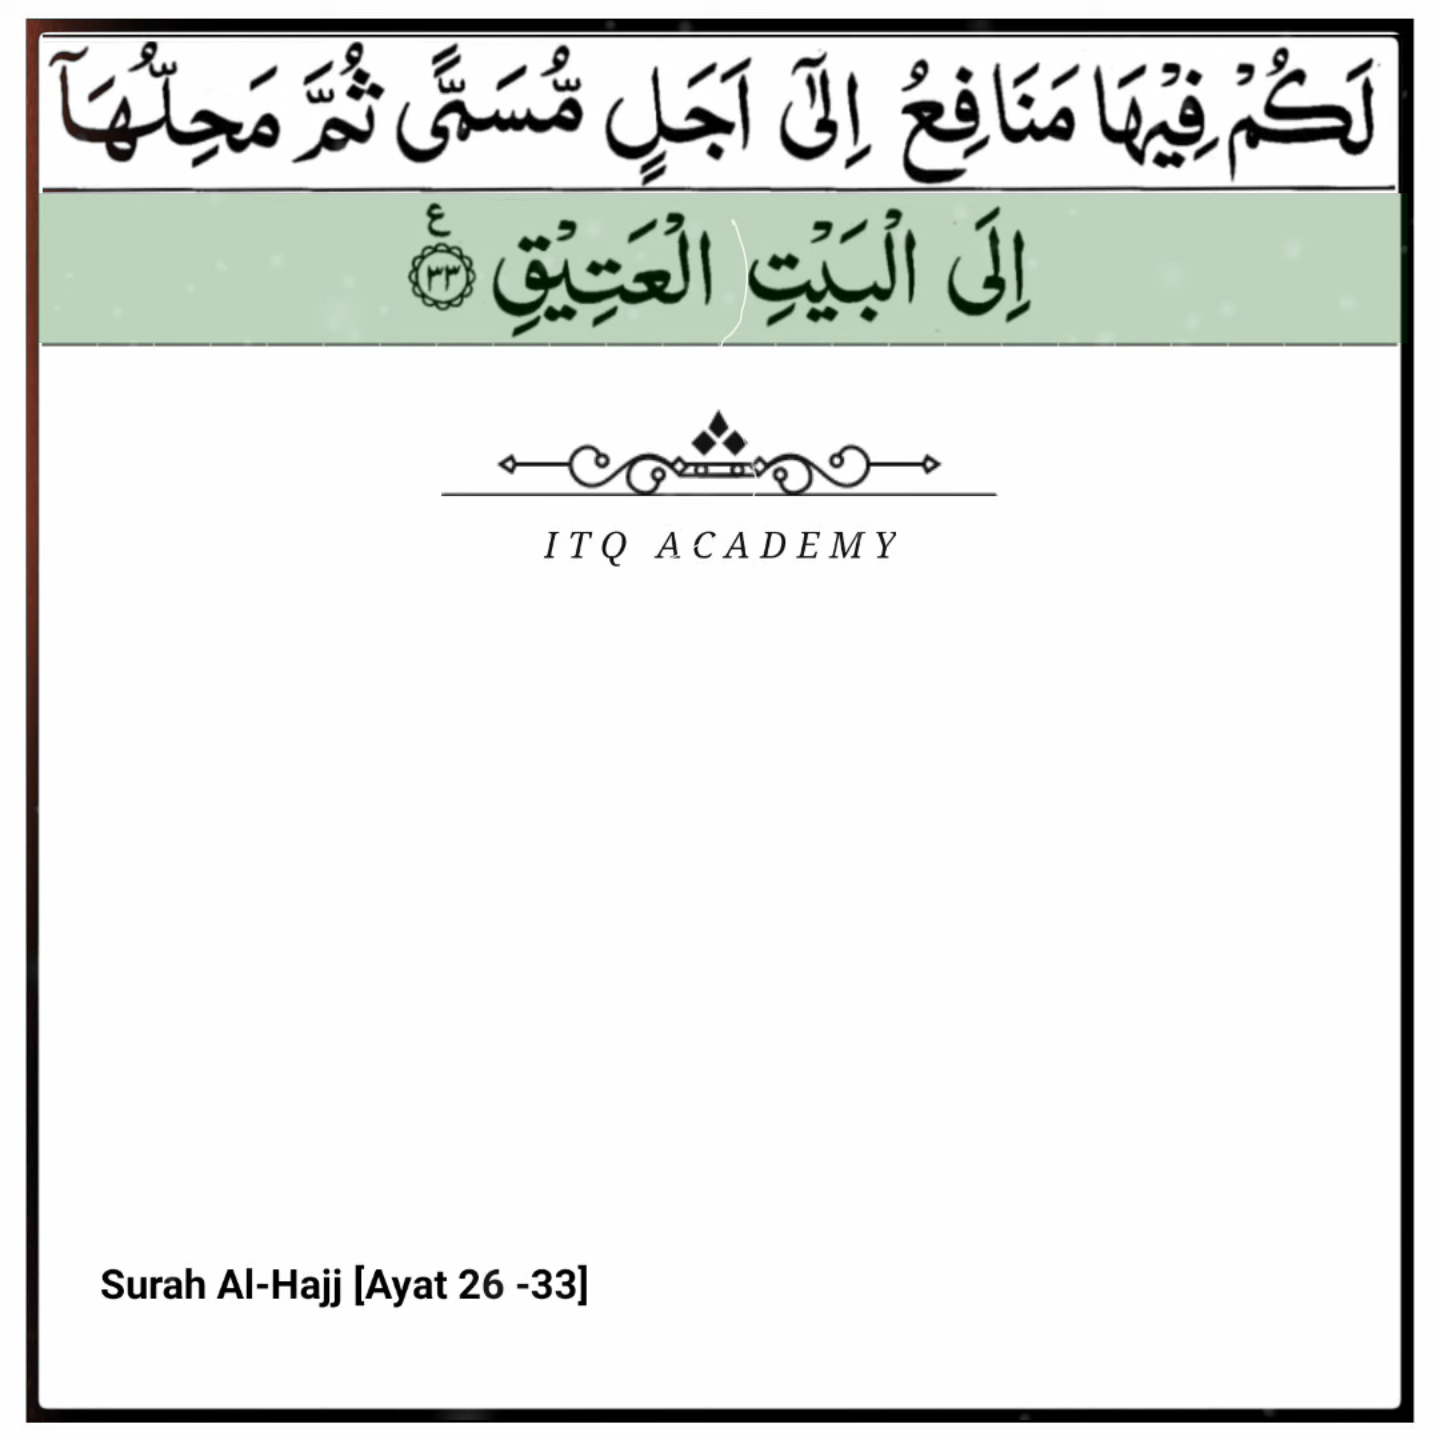 لَكُمْ فِيْهَا مَنَافِعُ اِلٰٓى اَجَلٍ مُّسَمًّى ثُمَّ مَحِلُّهَاۤ
اِلَى الْبَيْتِ الْعَتِيْقِ ٣٣ ع
ITQ ACADEMY
Surah Al-Hajj [Ayat 26 -33]